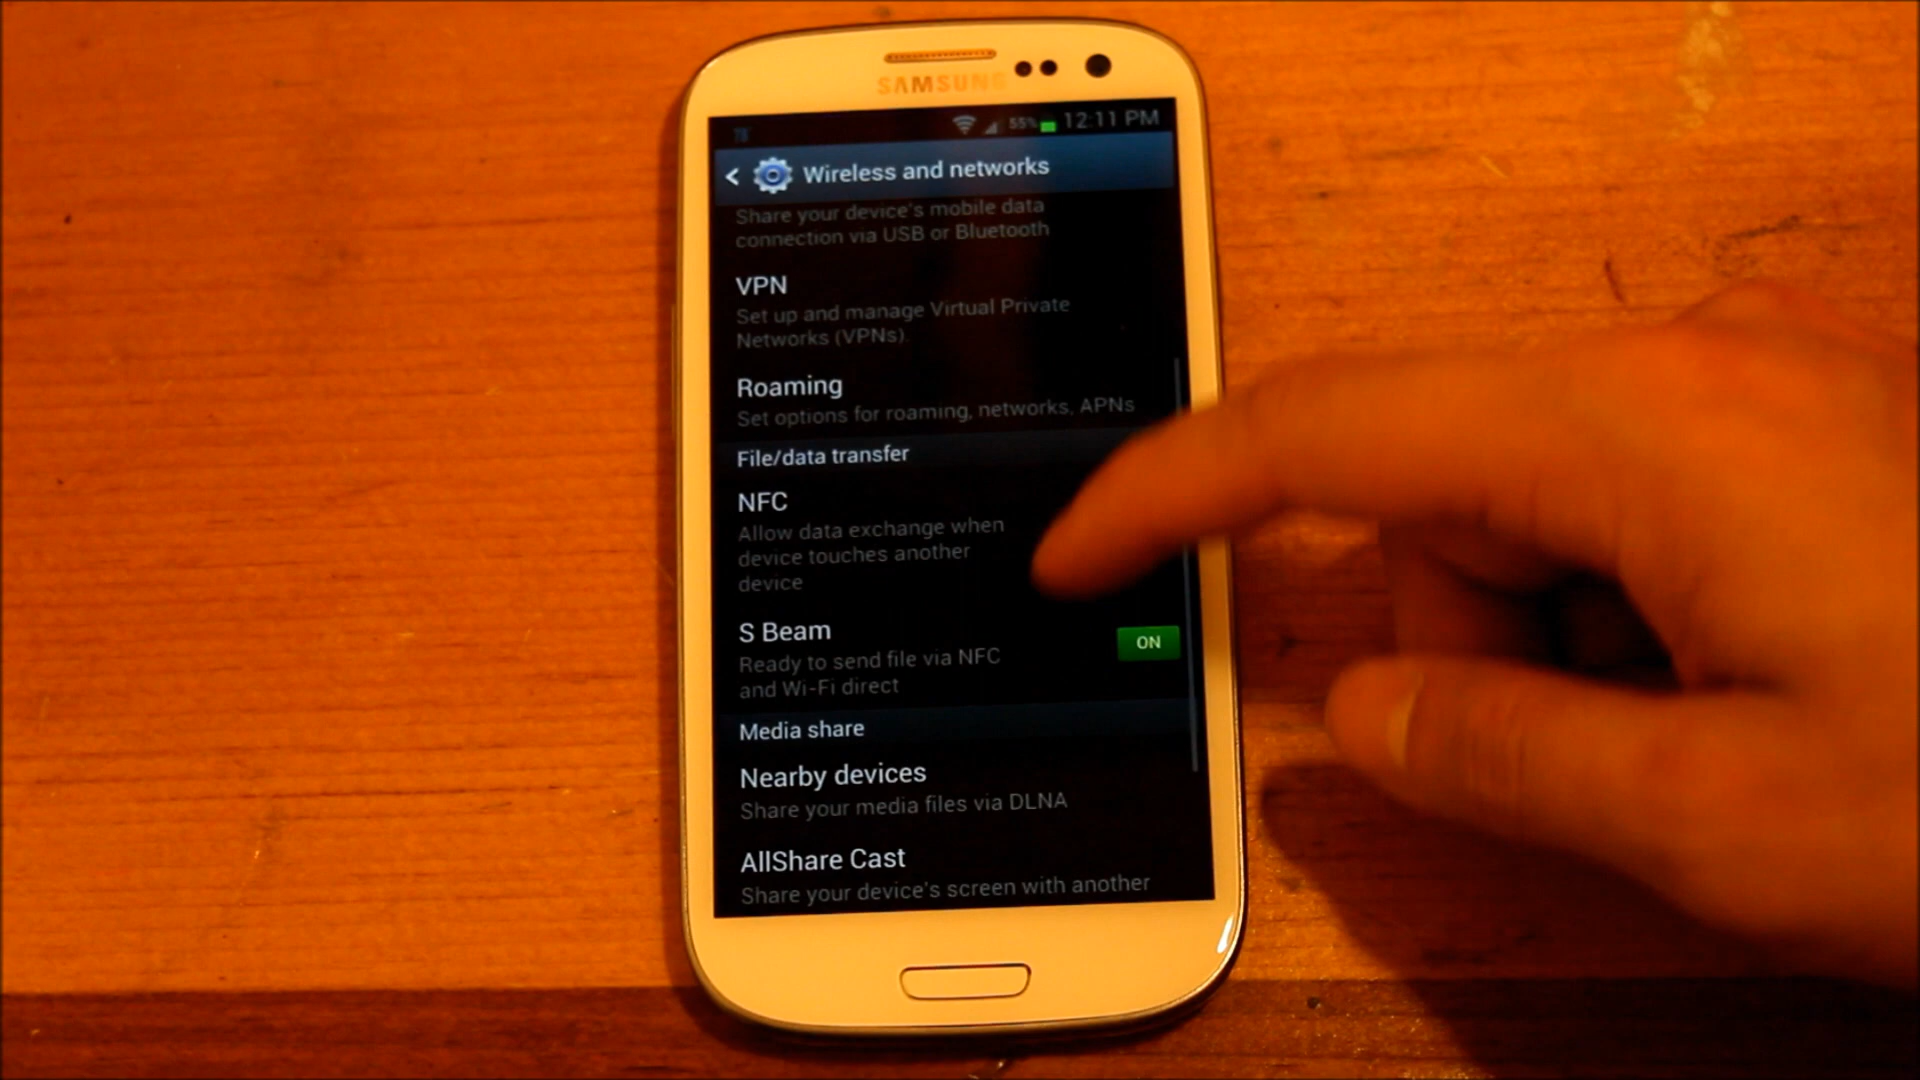 SAMSUNG
55% 12:11 PM
Wireless and networks
Share your device's mobile data
connection via USB or Bluetooth
VPN
Set up and manage Virtual Private
Networks (VPNs).
Roaming
Set options for roaming, networks, APNs
File/data transfer
NFC
Allow data exchange when
device touches another
device
S Beam
ON
Ready to send file via NFC
and Wi-Fi direct
Media share
Nearby devices
Share your media files via DLNA
AllShare Cast
Share your device's screen with another